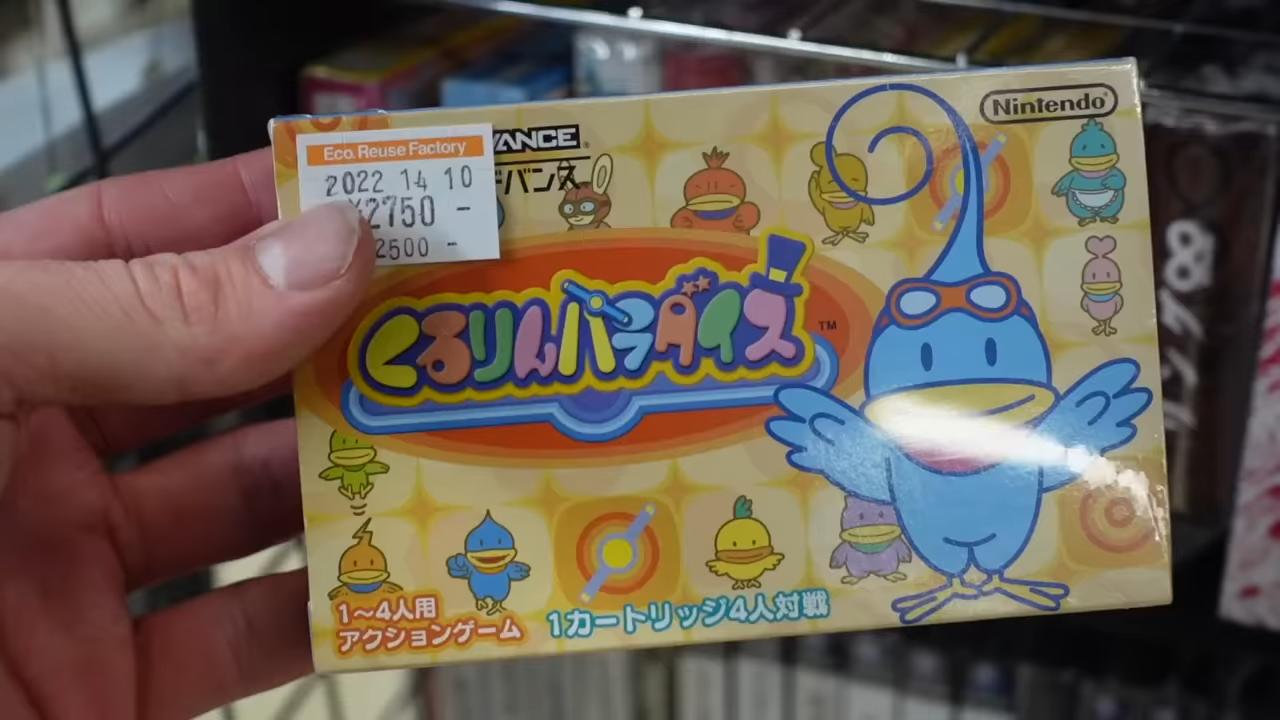 Nintendo
VANCE
ドバンス
Eco. Reuse Factory
2022 14 10
¥2750 -
2500 -
くるりんパラダイス ™
1~4人用
アクションゲーム
1カートリッジ4人対戦